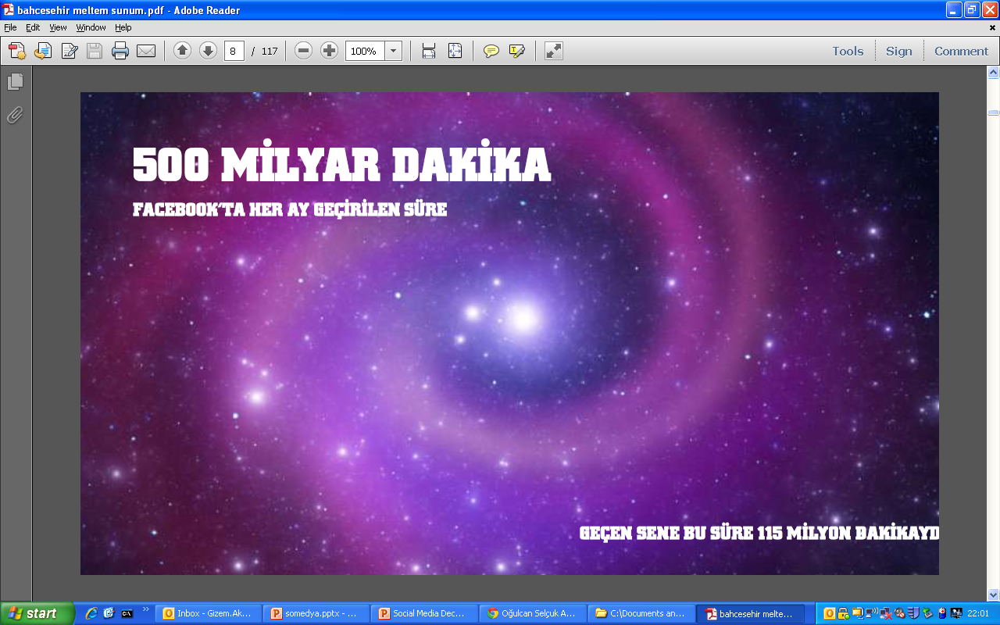 bahcesehir meltem sunum.pdf - Adobe Reader
File Edit View Window Help
8 / 117 100% Tools Sign Comment
500 MİLYAR DAKİKA
FACEBOOK'TA HER AY GEÇİRİLEN SÜRE
GEÇEN SENE BU SÜRE 115 MİLYON DAKİKAYD
start Inbox - Gizem.Ak... somedya.pptx - ... Social Media Dec... Oğulcan Selçuk A... C:\Documents an... bahcesehir melte... 22:01